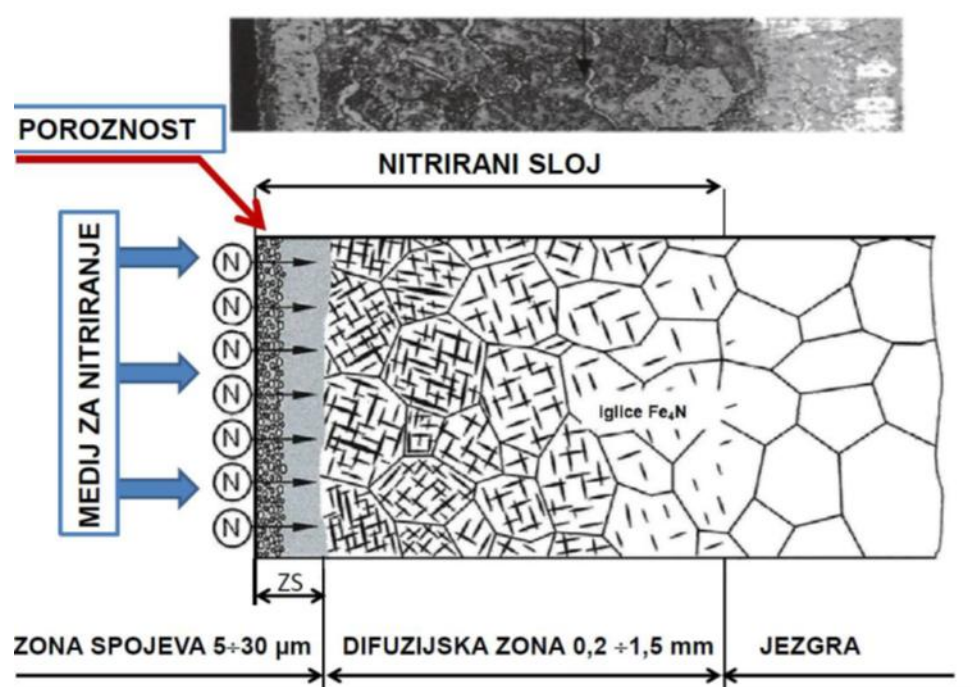 POROZNOST
NITRIRANI SLOJ
MEDIJ ZA NITRIRANJE
N
N
N
N
N
N
N
Iglice Fe₄N
ZS
ZONA SPOJEVA 5÷30 µm
DIFUZIJSKA ZONA 0,2 ÷1,5 mm
JEZGRA